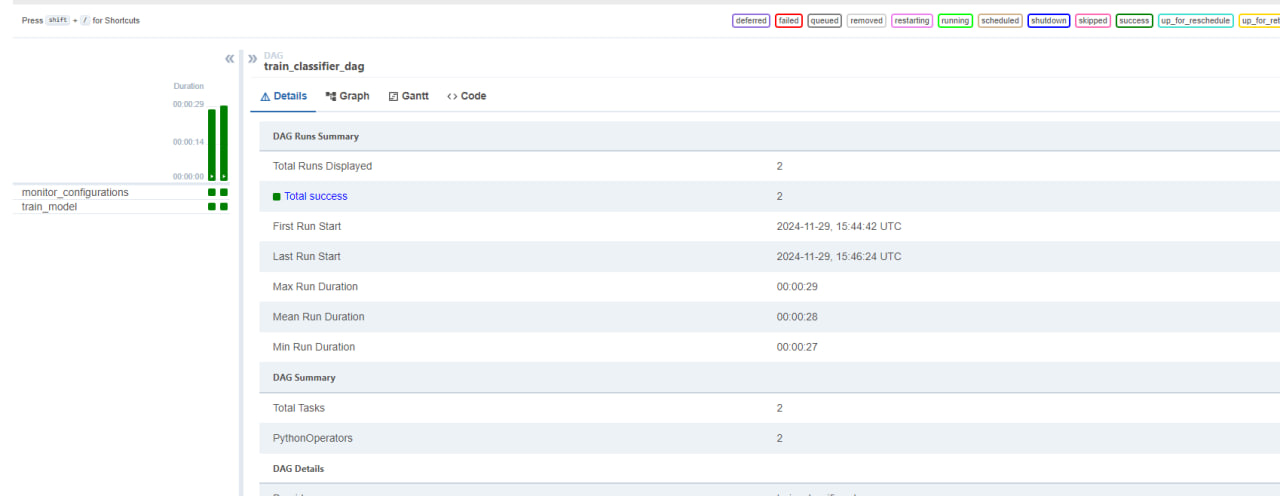 Press shift + / for Shortcuts
deferred failed queued removed restarting running scheduled shutdown skipped success up_for_reschedule
DAG
train_classifier_dag
Duration
00:00:29
00:00:14
00:00:00
monitor_configurations
train_model
Details Graph Gantt Code
DAG Runs Summary
Total Runs Displayed 2
Total success 2
First Run Start 2024-11-29, 15:44:42 UTC
Last Run Start 2024-11-29, 15:46:24 UTC
Max Run Duration 00:00:29
Mean Run Duration 00:00:28
Min Run Duration 00:00:27
DAG Summary
Total Tasks 2
PythonOperators 2
DAG Details